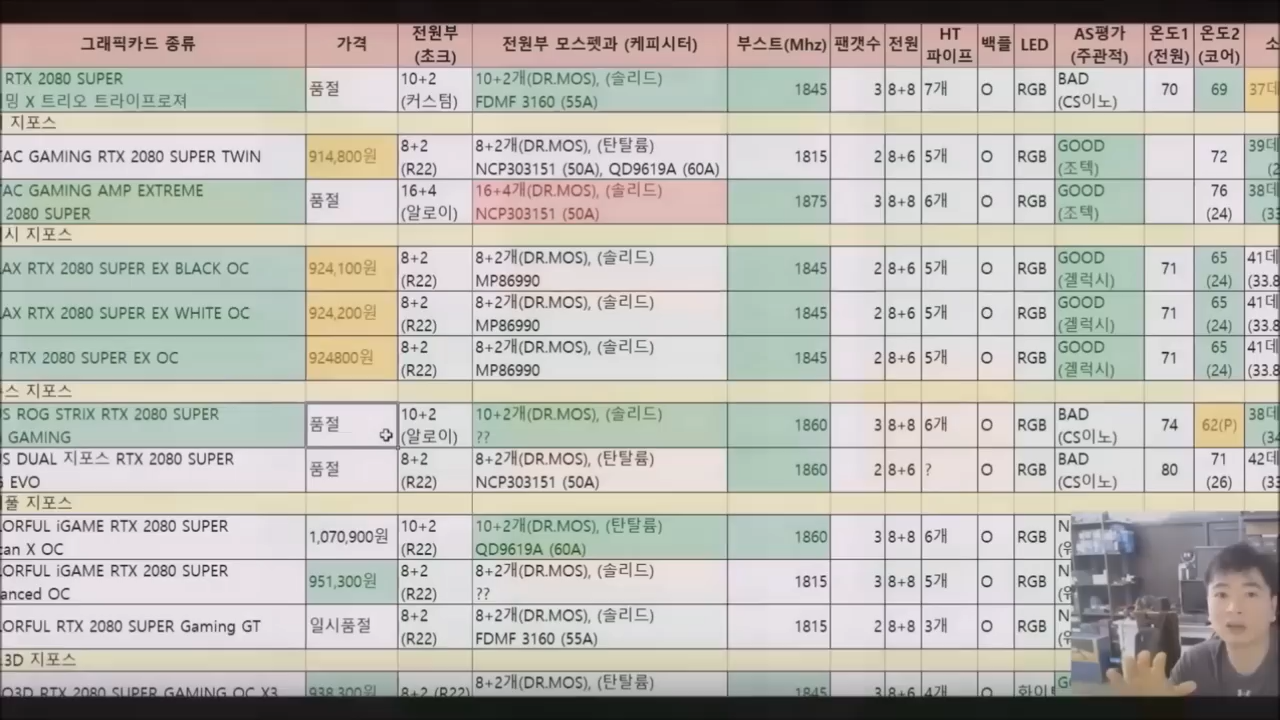 그래픽카드 종류 가격 전원부 (초크) 전원부 모스펫과 (케피시터) 부스트(Mhz) 팬갯수 전원 HT 파이프 백플 LED AS평가 (주관적) 온도1 (전원) 온도2 (코어) 소
RTX 2080 SUPER 품절 10+2 10+2개(DR.MOS), (솔리드) 1845 3 8+8 7개 O RGB BAD 70 69 37데
밍 X 트리오 트라이프로져 (커스텀) FDMF 3160 (55A) (CS이노)
지포스
AC GAMING RTX 2080 SUPER TWIN 914,800원 8+2 8+2개(DR.MOS), (탄탈륨) 1815 2 8+6 5개 O RGB GOOD 72 39데
(R22) NCP303151 (50A), QD9619A (60A) (조텍)
AC GAMING AMP EXTREME 품절 16+4 16+4개(DR.MOS), (솔리드) 1875 3 8+8 6개 O RGB GOOD 76 38데
2080 SUPER (알로이) NCP303151 (50A) (조텍) (24) (33
시 지포스
AX RTX 2080 SUPER EX BLACK OC 924,100원 8+2 8+2개(DR.MOS), (솔리드) 1845 2 8+6 5개 O RGB GOOD 71 65 41데
(R22) MP86990 (겔럭시) (24) (33.8
AX RTX 2080 SUPER EX WHITE OC 924,200원 8+2 8+2개(DR.MOS), (솔리드) 1845 2 8+6 5개 O RGB GOOD 71 65 41데
(R22) MP86990 (겔럭시) (24) (33.8
RTX 2080 SUPER EX OC 924800원 8+2 8+2개(DR.MOS), (솔리드) 1845 2 8+6 5개 O RGB GOOD 71 65 41데
(R22) MP86990 (겔럭시) (24) (33.8
스 지포스
S ROG STRIX RTX 2080 SUPER 품절 10+2 10+2개(DR.MOS), (솔리드) 1860 3 8+8 6개 O RGB BAD 74 62(P) 38데
GAMING (알로이) ?? (CS이노) (34
S DUAL 지포스 RTX 2080 SUPER 품절 8+2 8+2개(DR.MOS), (탄탈륨) 1860 2 8+6 ? O RGB BAD 80 71 42데
EVO (R22) NCP303151 (50A) (CS이노) (26) (33
풀 지포스
ORFUL iGAME RTX 2080 SUPER 1,070,900원 10+2 10+2개(DR.MOS), (탄탈륨) 1860 3 8+8 6개 O RGB N
an X OC (R22) QD9619A (60A)
ORFUL iGAME RTX 2080 SUPER 951,300원 8+2 8+2개(DR.MOS), (솔리드) 1815 3 8+8 5개 O RGB N
anced OC (R22) ??
ORFUL RTX 2080 SUPER Gaming GT 일시품절 8+2 8+2개(DR.MOS), (솔리드) 1815 2 8+8 3개 O RGB N
(R22) FDMF 3160 (55A)
3D 지포스
O3D RTX 2080 SUPER GAMING OC X3 938,300원 8+2 (R22) 8+2개(DR.MOS), (탄탈륨) 1845 3 8+6 4개 O